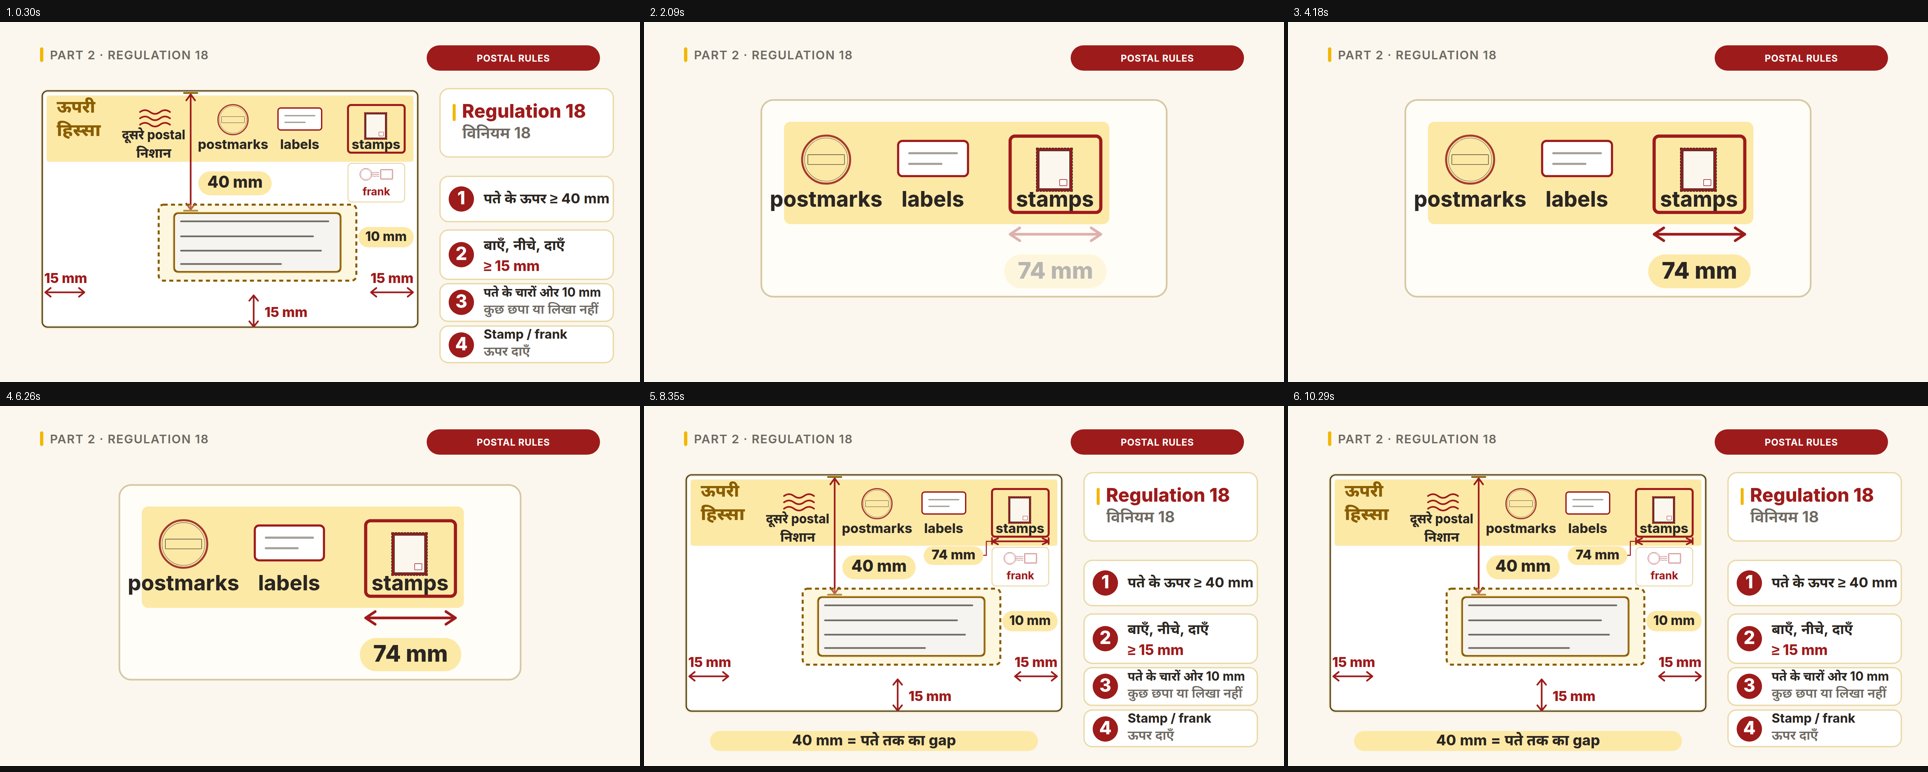 1. 0.30s
PART 2 · REGULATION 18
POSTAL RULES
ऊपरी
हिस्सा
दूसरे postal
निशान
postmarks
labels
stamps
frank
40 mm
10 mm
15 mm
15 mm
15 mm
Regulation 18
विनियम 18
1 पते के ऊपर ≥ 40 mm
2 बाएँ, नीचे, दाएँ
≥ 15 mm
3 पते के चारों ओर 10 mm
कुछ छपा या लिखा नहीं
4 Stamp / frank
ऊपर दाएँ
2. 2.09s
PART 2 · REGULATION 18
POSTAL RULES
postmarks
labels
stamps
74 mm
3. 4.18s
PART 2 · REGULATION 18
POSTAL RULES
postmarks
labels
stamps
74 mm
4. 6.26s
PART 2 · REGULATION 18
POSTAL RULES
postmarks
labels
stamps
74 mm
5. 8.35s
PART 2 · REGULATION 18
POSTAL RULES
ऊपरी
हिस्सा
दूसरे postal
निशान
postmarks
labels
stamps
74 mm
frank
40 mm
10 mm
15 mm
15 mm
15 mm
40 mm = पते तक का gap
Regulation 18
विनियम 18
1 पते के ऊपर ≥ 40 mm
2 बाएँ, नीचे, दाएँ
≥ 15 mm
3 पते के चारों ओर 10 mm
कुछ छपा या लिखा नहीं
4 Stamp / frank
ऊपर दाएँ
6. 10.29s
PART 2 · REGULATION 18
POSTAL RULES
ऊपरी
हिस्सा
दूसरे postal
निशान
postmarks
labels
stamps
74 mm
frank
40 mm
10 mm
15 mm
15 mm
15 mm
40 mm = पते तक का gap
Regulation 18
विनियम 18
1 पते के ऊपर ≥ 40 mm
2 बाएँ, नीचे, दाएँ
≥ 15 mm
3 पते के चारों ओर 10 mm
कुछ छपा या लिखा नहीं
4 Stamp / frank
ऊपर दाएँ